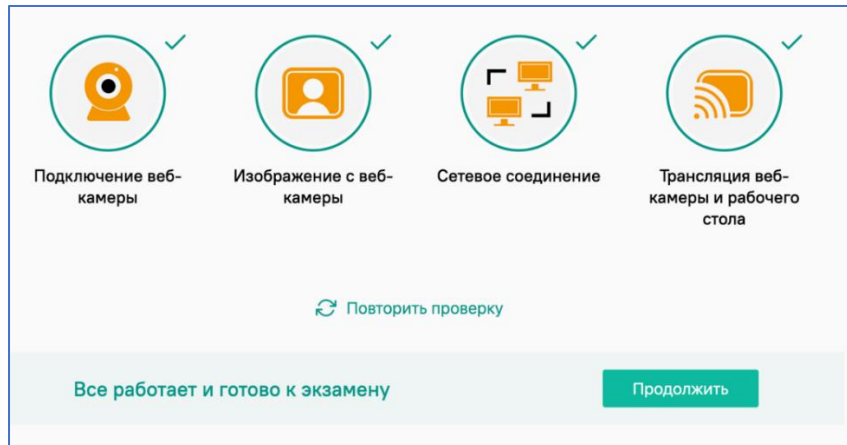 Подключение веб-
камеры
Изображение с веб-
камеры
Сетевое соединение
Трансляция веб-
камеры и рабочего
стола
Повторить проверку
Все работает и готово к экзамену
Продолжить